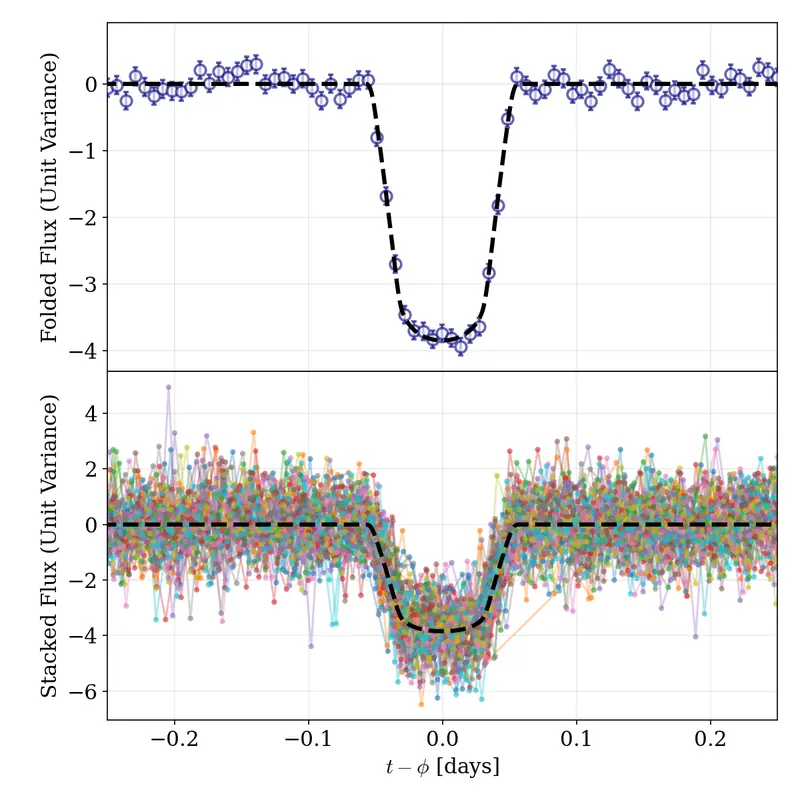 Folded Flux (Unit Variance)
0
−1
−2
−3
−4
Stacked Flux (Unit Variance)
4
2
0
−2
−4
−6
−0.2 −0.1 0.0 0.1 0.2
t − ϕ [days]